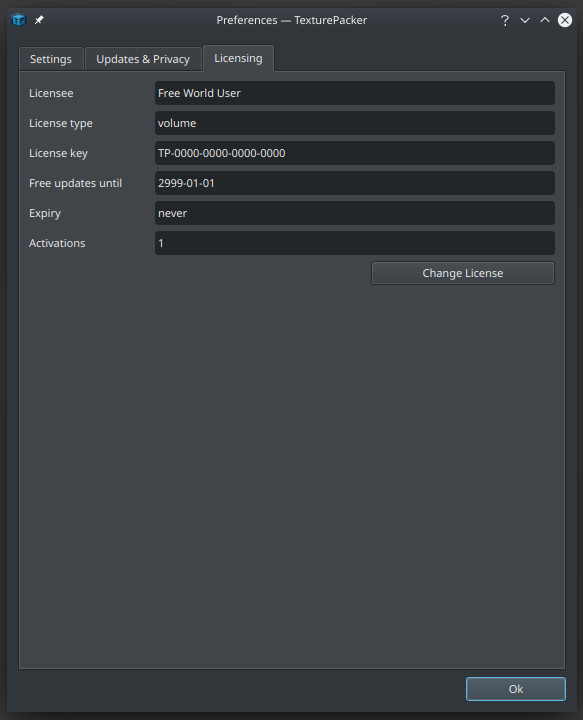 Preferences — TexturePacker
Settings Updates & Privacy Licensing
Licensee Free World User
License type volume
License key TP-0000-0000-0000-0000
Free updates until 2999-01-01
Expiry never
Activations 1
Change License
Ok